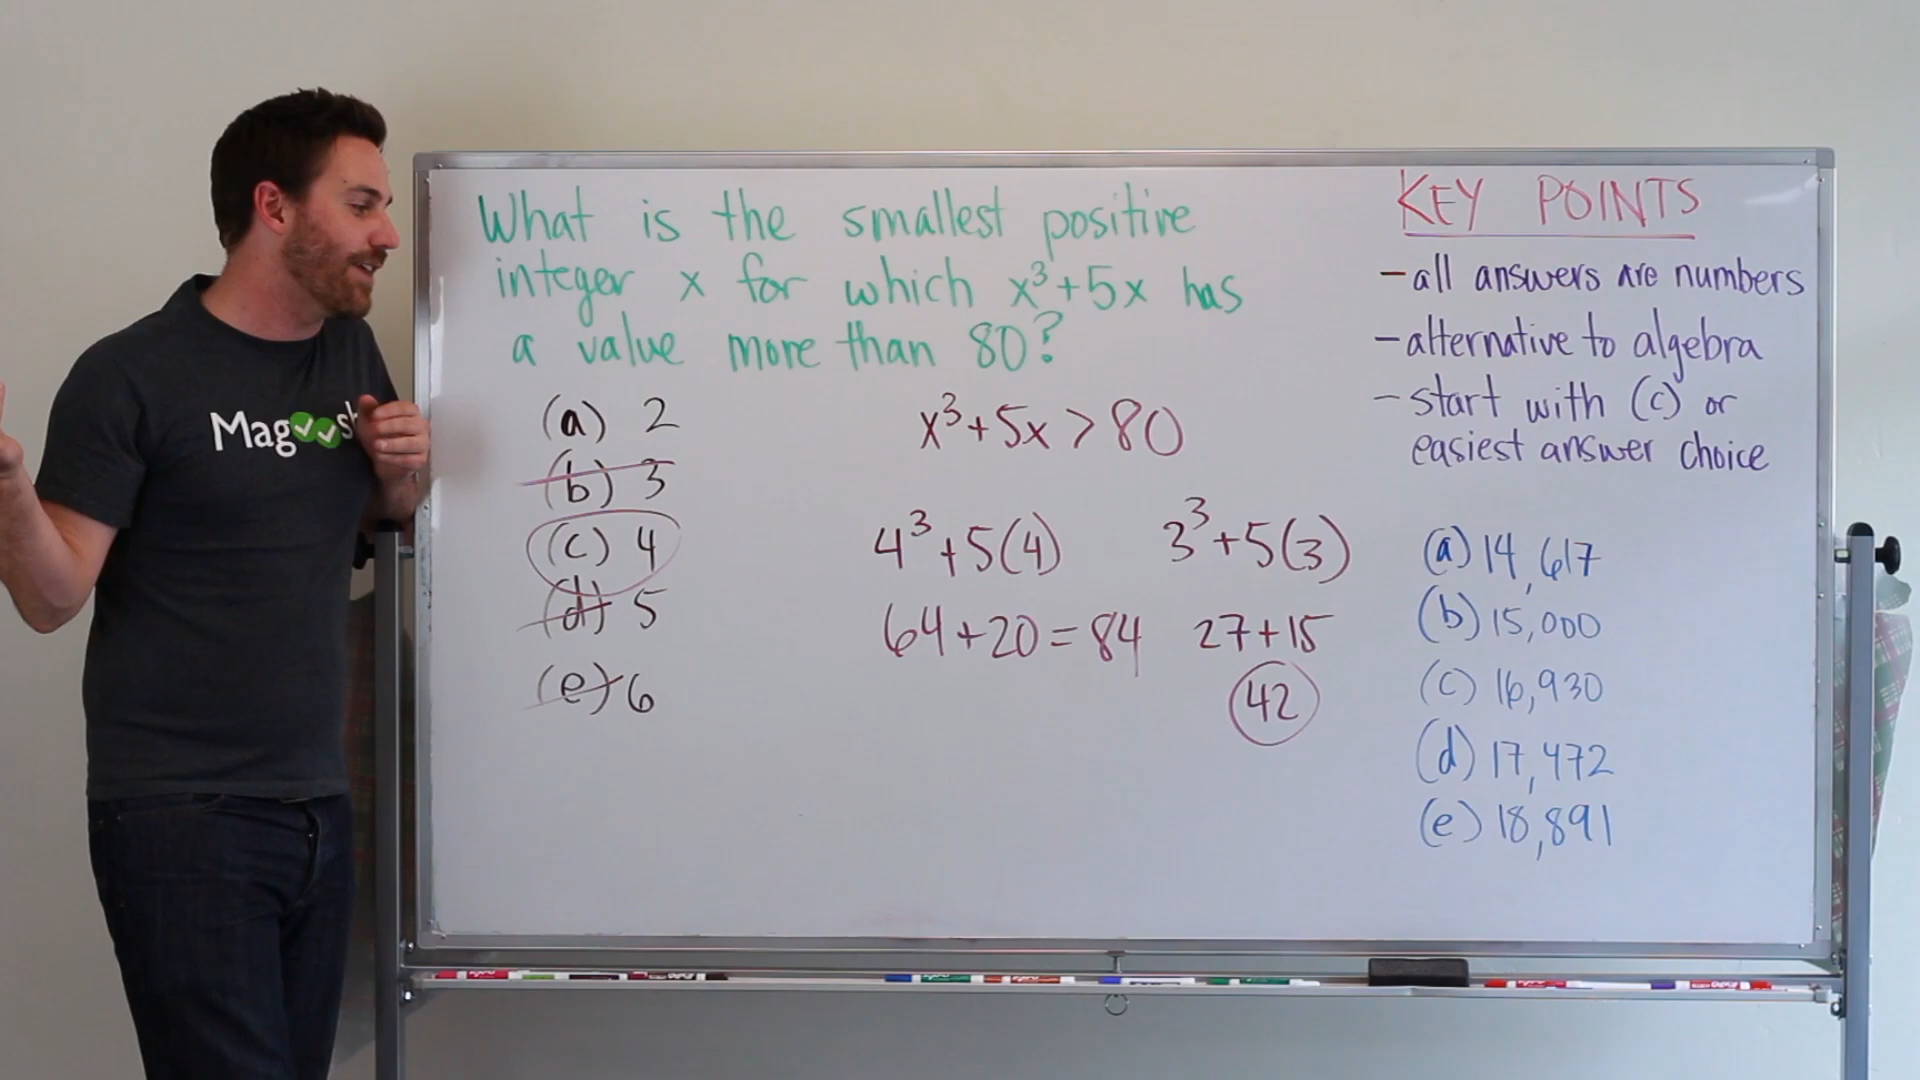 What is the smallest positive
integer x for which x³+5x has
a value more than 80?
(a) 2
(b) 3
(c) 4
(d) 5
(e) 6
x³+5x > 80
4³+5(4)
64+20=84
3³+5(3)
27+15
42
KEY POINTS
-all answers are numbers
-alternative to algebra
-start with (c) or
easiest answer choice
(a) 14,617
(b) 15,000
(c) 16,930
(d) 17,472
(e) 18,891
Magoosh